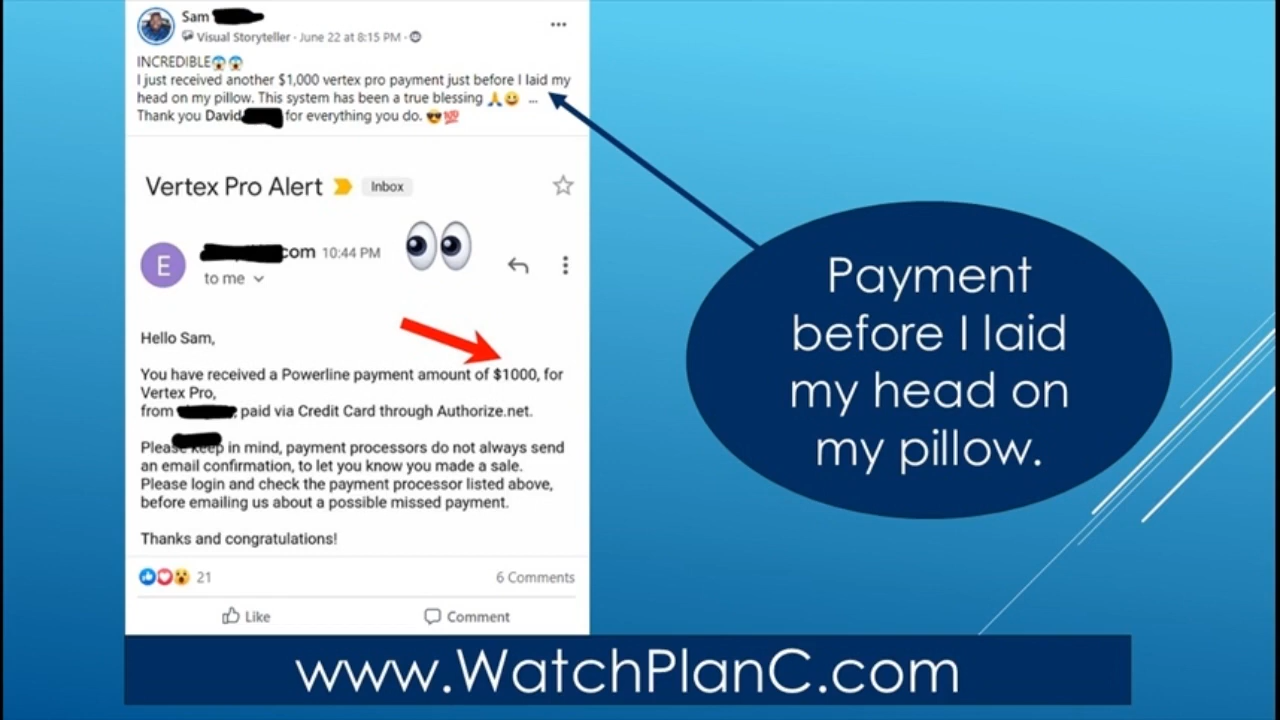 Sam
Visual Storyteller · June 22 at 8:15 PM ·
INCREDIBLE😱😱
I just received another $1,000 vertex pro payment just before I laid my
head on my pillow. This system has been a true blessing 🙏😀 ...
Thank you David for everything you do. 😎💯
Vertex Pro Alert
Inbox
E
com 10:44 PM
to me
Hello Sam,
You have received a Powerline payment amount of $1000, for
Vertex Pro,
from , paid via Credit Card through Authorize.net.
Please keep in mind, payment processors do not always send
an email confirmation, to let you know you made a sale.
Please login and check the payment processor listed above,
before emailing us about a possible missed payment.
Thanks and congratulations!
21
6 Comments
Like
Comment
Payment
before I laid
my head on
my pillow.
www.WatchPlanC.com